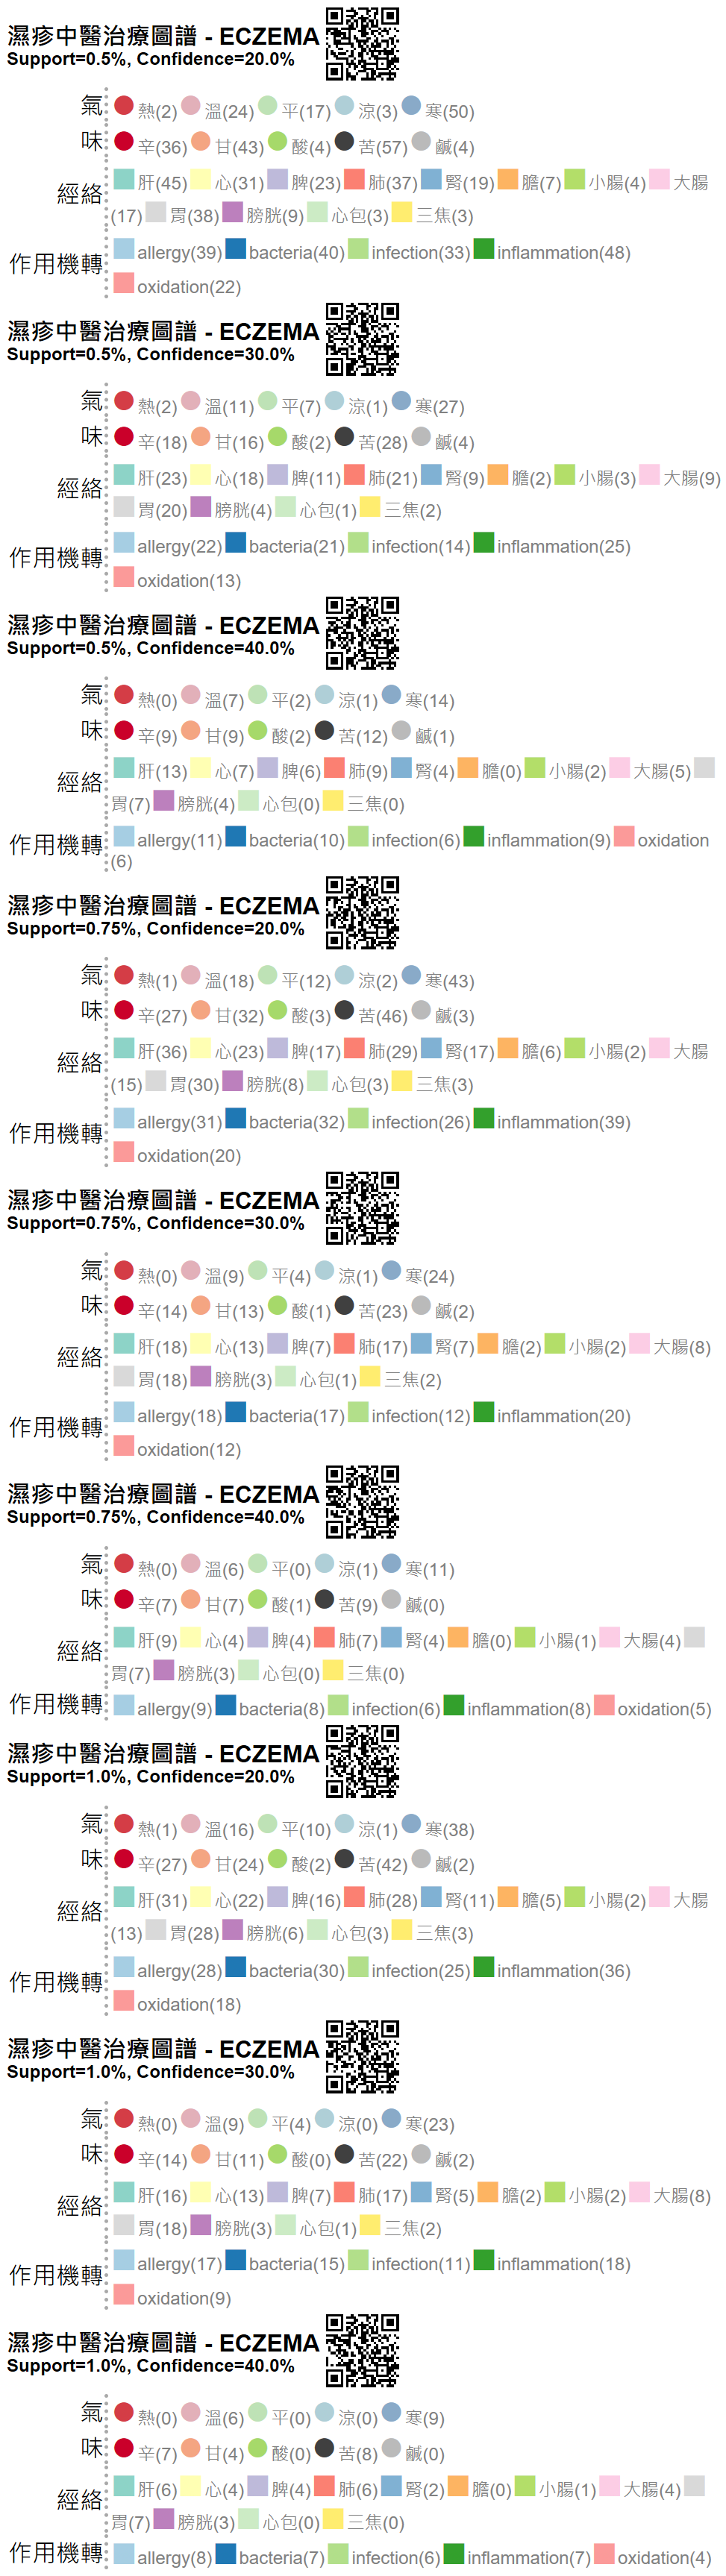 濕疹中醫治療圖譜 - ECZEMA
Support=0.5%, Confidence=20.0%
氣 熱(2) 溫(24) 平(17) 涼(3) 寒(50)
味 辛(36) 甘(43) 酸(4) 苦(57) 鹹(4)
經絡 肝(45) 心(31) 脾(23) 肺(37) 腎(19) 膽(7) 小腸(4) 大腸
(17) 胃(38) 膀胱(9) 心包(3) 三焦(3)
作用機轉 allergy(39) bacteria(40) infection(33) inflammation(48)
oxidation(22)
濕疹中醫治療圖譜 - ECZEMA
Support=0.5%, Confidence=30.0%
氣 熱(2) 溫(11) 平(7) 涼(1) 寒(27)
味 辛(18) 甘(16) 酸(2) 苦(28) 鹹(4)
經絡 肝(23) 心(18) 脾(11) 肺(21) 腎(9) 膽(2) 小腸(3) 大腸(9)
胃(20) 膀胱(4) 心包(1) 三焦(2)
作用機轉 allergy(22) bacteria(21) infection(14) inflammation(25)
oxidation(13)
濕疹中醫治療圖譜 - ECZEMA
Support=0.5%, Confidence=40.0%
氣 熱(0) 溫(7) 平(2) 涼(1) 寒(14)
味 辛(9) 甘(9) 酸(2) 苦(12) 鹹(1)
經絡 肝(13) 心(7) 脾(6) 肺(9) 腎(4) 膽(0) 小腸(2) 大腸(5)
胃(7) 膀胱(4) 心包(0) 三焦(0)
作用機轉 allergy(11) bacteria(10) infection(6) inflammation(9) oxidation
(6)
濕疹中醫治療圖譜 - ECZEMA
Support=0.75%, Confidence=20.0%
氣 熱(1) 溫(18) 平(12) 涼(2) 寒(43)
味 辛(27) 甘(32) 酸(3) 苦(46) 鹹(3)
經絡 肝(36) 心(23) 脾(17) 肺(29) 腎(17) 膽(6) 小腸(2) 大腸
(15) 胃(30) 膀胱(8) 心包(3) 三焦(3)
作用機轉 allergy(31) bacteria(32) infection(26) inflammation(39)
oxidation(20)
濕疹中醫治療圖譜 - ECZEMA
Support=0.75%, Confidence=30.0%
氣 熱(0) 溫(9) 平(4) 涼(1) 寒(24)
味 辛(14) 甘(13) 酸(1) 苦(23) 鹹(2)
經絡 肝(18) 心(13) 脾(7) 肺(17) 腎(7) 膽(2) 小腸(2) 大腸(8)
胃(18) 膀胱(3) 心包(1) 三焦(2)
作用機轉 allergy(18) bacteria(17) infection(12) inflammation(20)
oxidation(12)
濕疹中醫治療圖譜 - ECZEMA
Support=0.75%, Confidence=40.0%
氣 熱(0) 溫(6) 平(0) 涼(1) 寒(11)
味 辛(7) 甘(7) 酸(1) 苦(9) 鹹(0)
經絡 肝(9) 心(4) 脾(4) 肺(7) 腎(4) 膽(0) 小腸(1) 大腸(4)
胃(7) 膀胱(3) 心包(0) 三焦(0)
作用機轉 allergy(9) bacteria(8) infection(6) inflammation(8) oxidation(5)
濕疹中醫治療圖譜 - ECZEMA
Support=1.0%, Confidence=20.0%
氣 熱(1) 溫(16) 平(10) 涼(1) 寒(38)
味 辛(27) 甘(24) 酸(2) 苦(42) 鹹(2)
經絡 肝(31) 心(22) 脾(16) 肺(28) 腎(11) 膽(5) 小腸(2) 大腸
(13) 胃(28) 膀胱(6) 心包(3) 三焦(3)
作用機轉 allergy(28) bacteria(30) infection(25) inflammation(36)
oxidation(18)
濕疹中醫治療圖譜 - ECZEMA
Support=1.0%, Confidence=30.0%
氣 熱(0) 溫(9) 平(4) 涼(0) 寒(23)
味 辛(14) 甘(11) 酸(0) 苦(22) 鹹(2)
經絡 肝(16) 心(13) 脾(7) 肺(17) 腎(5) 膽(2) 小腸(2) 大腸(8)
胃(18) 膀胱(3) 心包(1) 三焦(2)
作用機轉 allergy(17) bacteria(15) infection(11) inflammation(18)
oxidation(9)
濕疹中醫治療圖譜 - ECZEMA
Support=1.0%, Confidence=40.0%
氣 熱(0) 溫(6) 平(0) 涼(0) 寒(9)
味 辛(7) 甘(4) 酸(0) 苦(8) 鹹(0)
經絡 肝(6) 心(4) 脾(4) 肺(6) 腎(2) 膽(0) 小腸(1) 大腸(4)
胃(7) 膀胱(3) 心包(0) 三焦(0)
作用機轉 allergy(8) bacteria(7) infection(6) inflammation(7) oxidation(4)